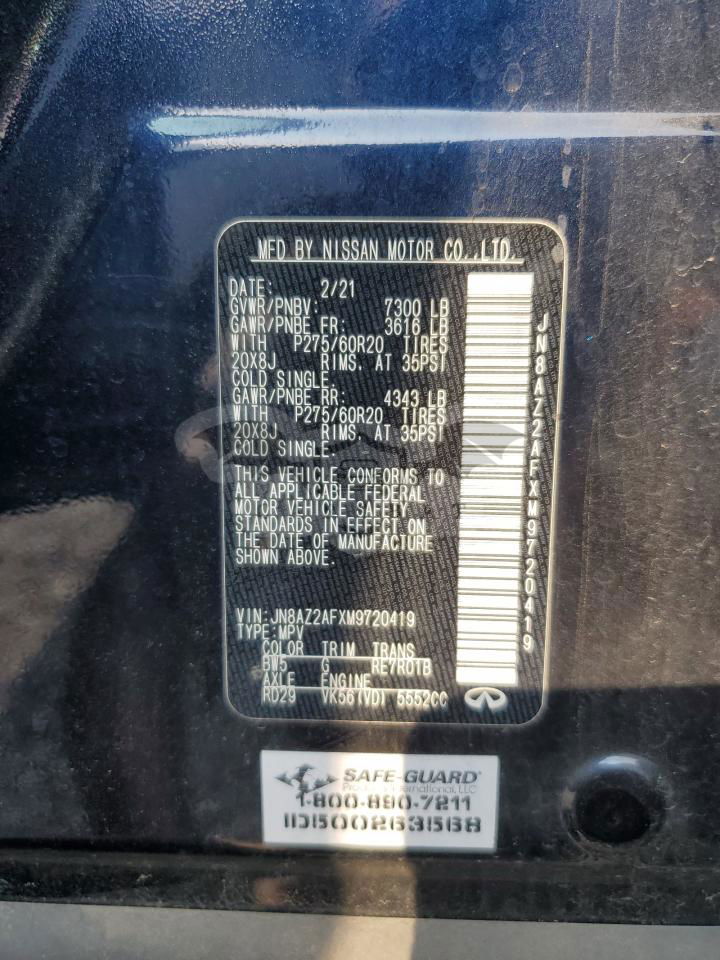 MFD BY NISSAN MOTOR CO.,LTD.
DATE: 2/21
GVWR/PNBV: 7300 LB
GAWR/PNBE FR: 3616 LB
WITH P275/60R20 TIRES
20X8J RIMS, AT 35PSI
COLD SINGLE.
GAWR/PNBE RR: 4343 LB
WITH P275/60R20 TIRES
20X8J RIMS, AT 35PSI
COLD SINGLE.
THIS VEHICLE CONFORMS TO
ALL APPLICABLE FEDERAL
MOTOR VEHICLE SAFETY
STANDARDS IN EFFECT ON
THE DATE OF MANUFACTURE
SHOWN ABOVE.
VIN:JN8AZ2AFXM9720419
TYPE:MPV
COLOR TRIM TRANS
BW5 G RE7R01B
AXLE ENGINE
RD29 VK56(VD) 5552CC
JN8AZ2AFXM9720419
SAFE-GUARD®
Products International, LLC
1-800-890-7211
ID500263568